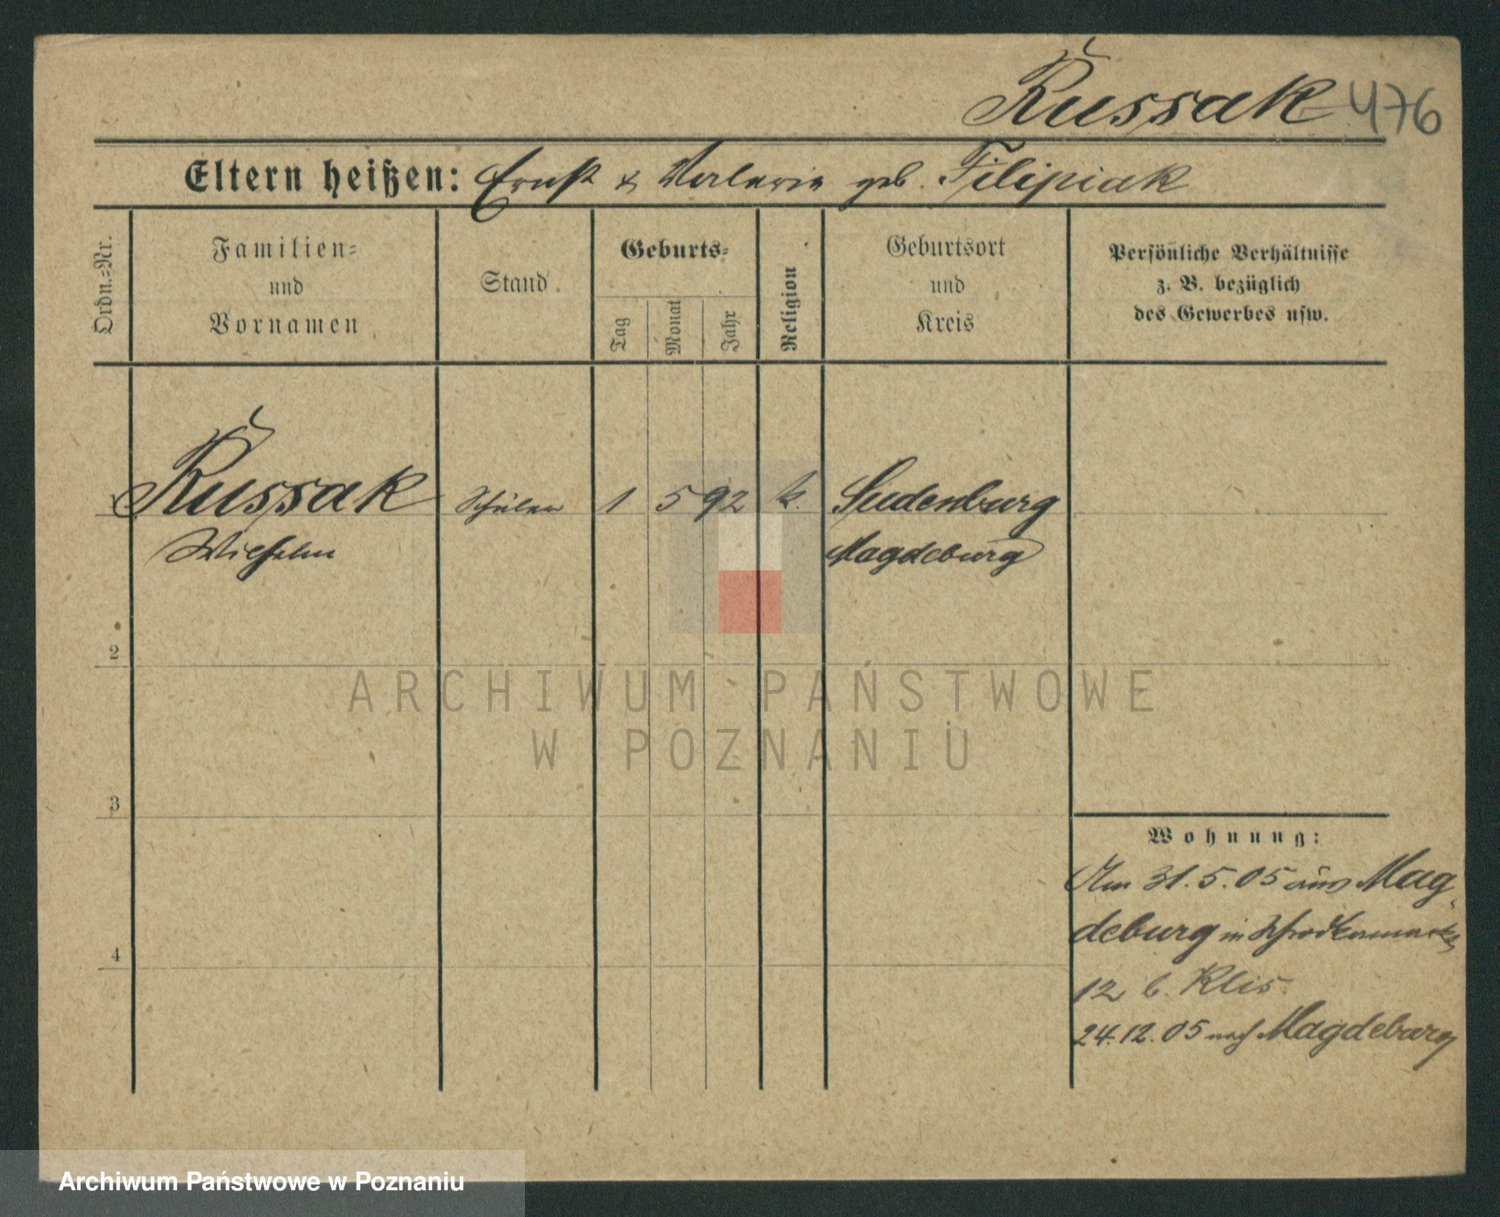 Russak 476
Eltern heißen: Ernst & Valeria geb. Filipiak
Ordn.-Nr.
Familien-
und
Vornamen
Stand
Geburts-
Tag
Monat
Jahr
Religion
Geburtsort
und
Kreis
Persönliche Verhältnisse
z. B. bezüglich
des Gewerbes usw.
Russak Schüler 1 5 92 k. Sudenburg
Wilhelm Magdeburg
2
3
4
Wohnung:
Am 31.5.05 aus Mag-
deburg in
12 b. Klis.
24.12.05 nach Magdeburg
ARCHIWUM PAŃSTWOWE
W POZNANIU
Archiwum Państwowe w Poznaniu